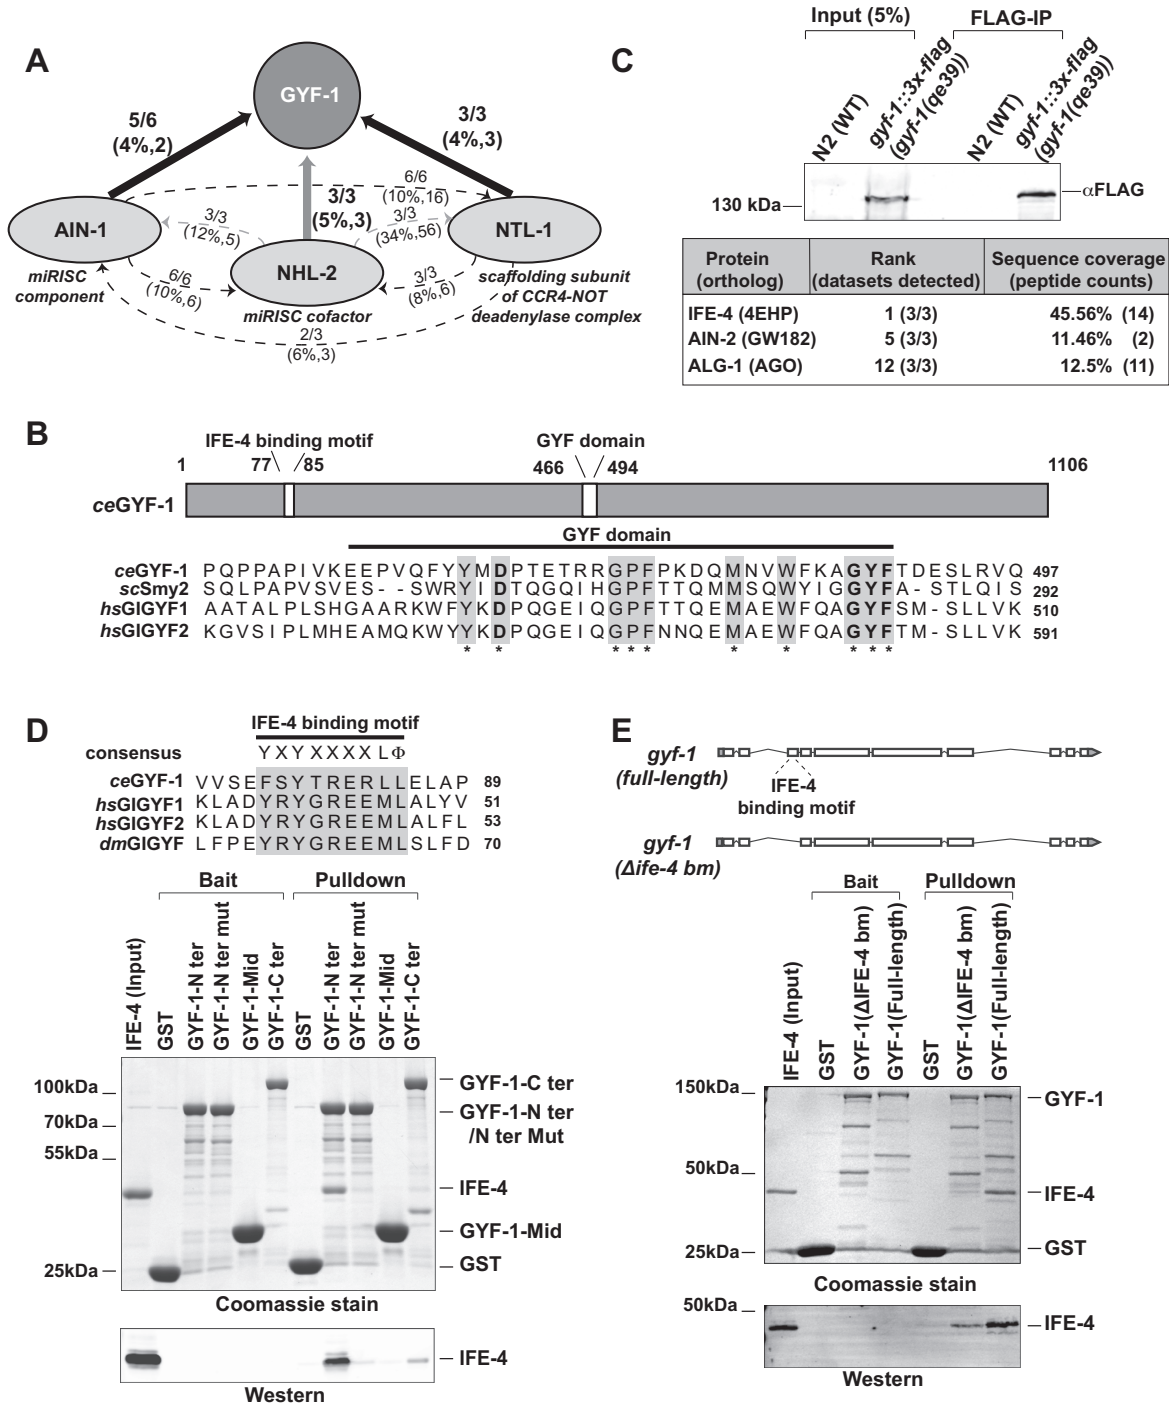 A
GYF-1
5/6
(4%,2)
3/3
(4%,3)
3/3
(5%,3)
6/6
(10%,16)
3/3
(12%,5)
3/3
(34%,56)
AIN-1
NHL-2
NTL-1
miRISC
component
6/6
(10%,6)
3/3
(8%,6)
miRISC cofactor
scaffolding subunit
of CCR4-NOT
deadenylase complex
2/3
(6%,3)
C
Input (5%)
FLAG-IP
N2 (WT)
gyf-1::3x-flag
(gyf-1(qe39))
N2 (WT)
gyf-1::3x-flag
(gyf-1(qe39))
130 kDa
αFLAG
Protein
(ortholog)
Rank
(datasets detected)
Sequence coverage
(peptide counts)
IFE-4 (4EHP) 1 (3/3) 45.56% (14)
AIN-2 (GW182) 5 (3/3) 11.46% (2)
ALG-1 (AGO) 12 (3/3) 12.5% (11)
B
IFE-4 binding motif
GYF domain
1 77 85 466 494 1106
ceGYF-1
GYF domain
ceGYF-1 PQPPAPIVKEEPVQFYYMDPTETRRGPFPKDQMNVWFKAGYFTDESLRVQ 497
scSmy2 SQLPAPVSVES--SWRYIDTQGQIHGPFTTQMMSQWYIGGYFA-STLQIS 292
hsGIGYF1 AATALPLSHGAARKWFYKDPQGEIQGPFTTQEMAEWFQAGYFSM-SLLVK 510
hsGIGYF2 KGVSIPLMHEAMQKWYYKDPQGEIQGPFNNQEMAEWFQAGYFTM-SLLVK 591
* * * * * * * * * *
D
IFE-4 binding motif
consensus YXYXXXXLΦ
ceGYF-1 VVSEFSYTRERLLELAP 89
hsGIGYF1 KLADYRYGREEMLALYV 51
hsGIGYF2 KLADYRYGREEMLALFL 53
dmGIGYF LFPEYRYGREEMLSLFD 70
Bait
Pulldown
IFE-4 (Input)
GST
GYF-1-N ter
GYF-1-N ter mut
GYF-1-Mid
GYF-1-C ter
GST
GYF-1-N ter
GYF-1-N ter mut
GYF-1-Mid
GYF-1-C ter
100kDa
70kDa
55kDa
25kDa
GYF-1-C ter
GYF-1-N ter
/N ter Mut
IFE-4
GYF-1-Mid
GST
Coomassie stain
IFE-4
Western
E
gyf-1
(full-length)
IFE-4
binding motif
gyf-1
(Δife-4 bm)
Bait
Pulldown
IFE-4 (Input)
GST
GYF-1(ΔIFE-4 bm)
GYF-1(Full-length)
GST
GYF-1(ΔIFE-4 bm)
GYF-1(Full-length)
150kDa
50kDa
25kDa
GYF-1
IFE-4
GST
Coomassie stain
50kDa
IFE-4
Western